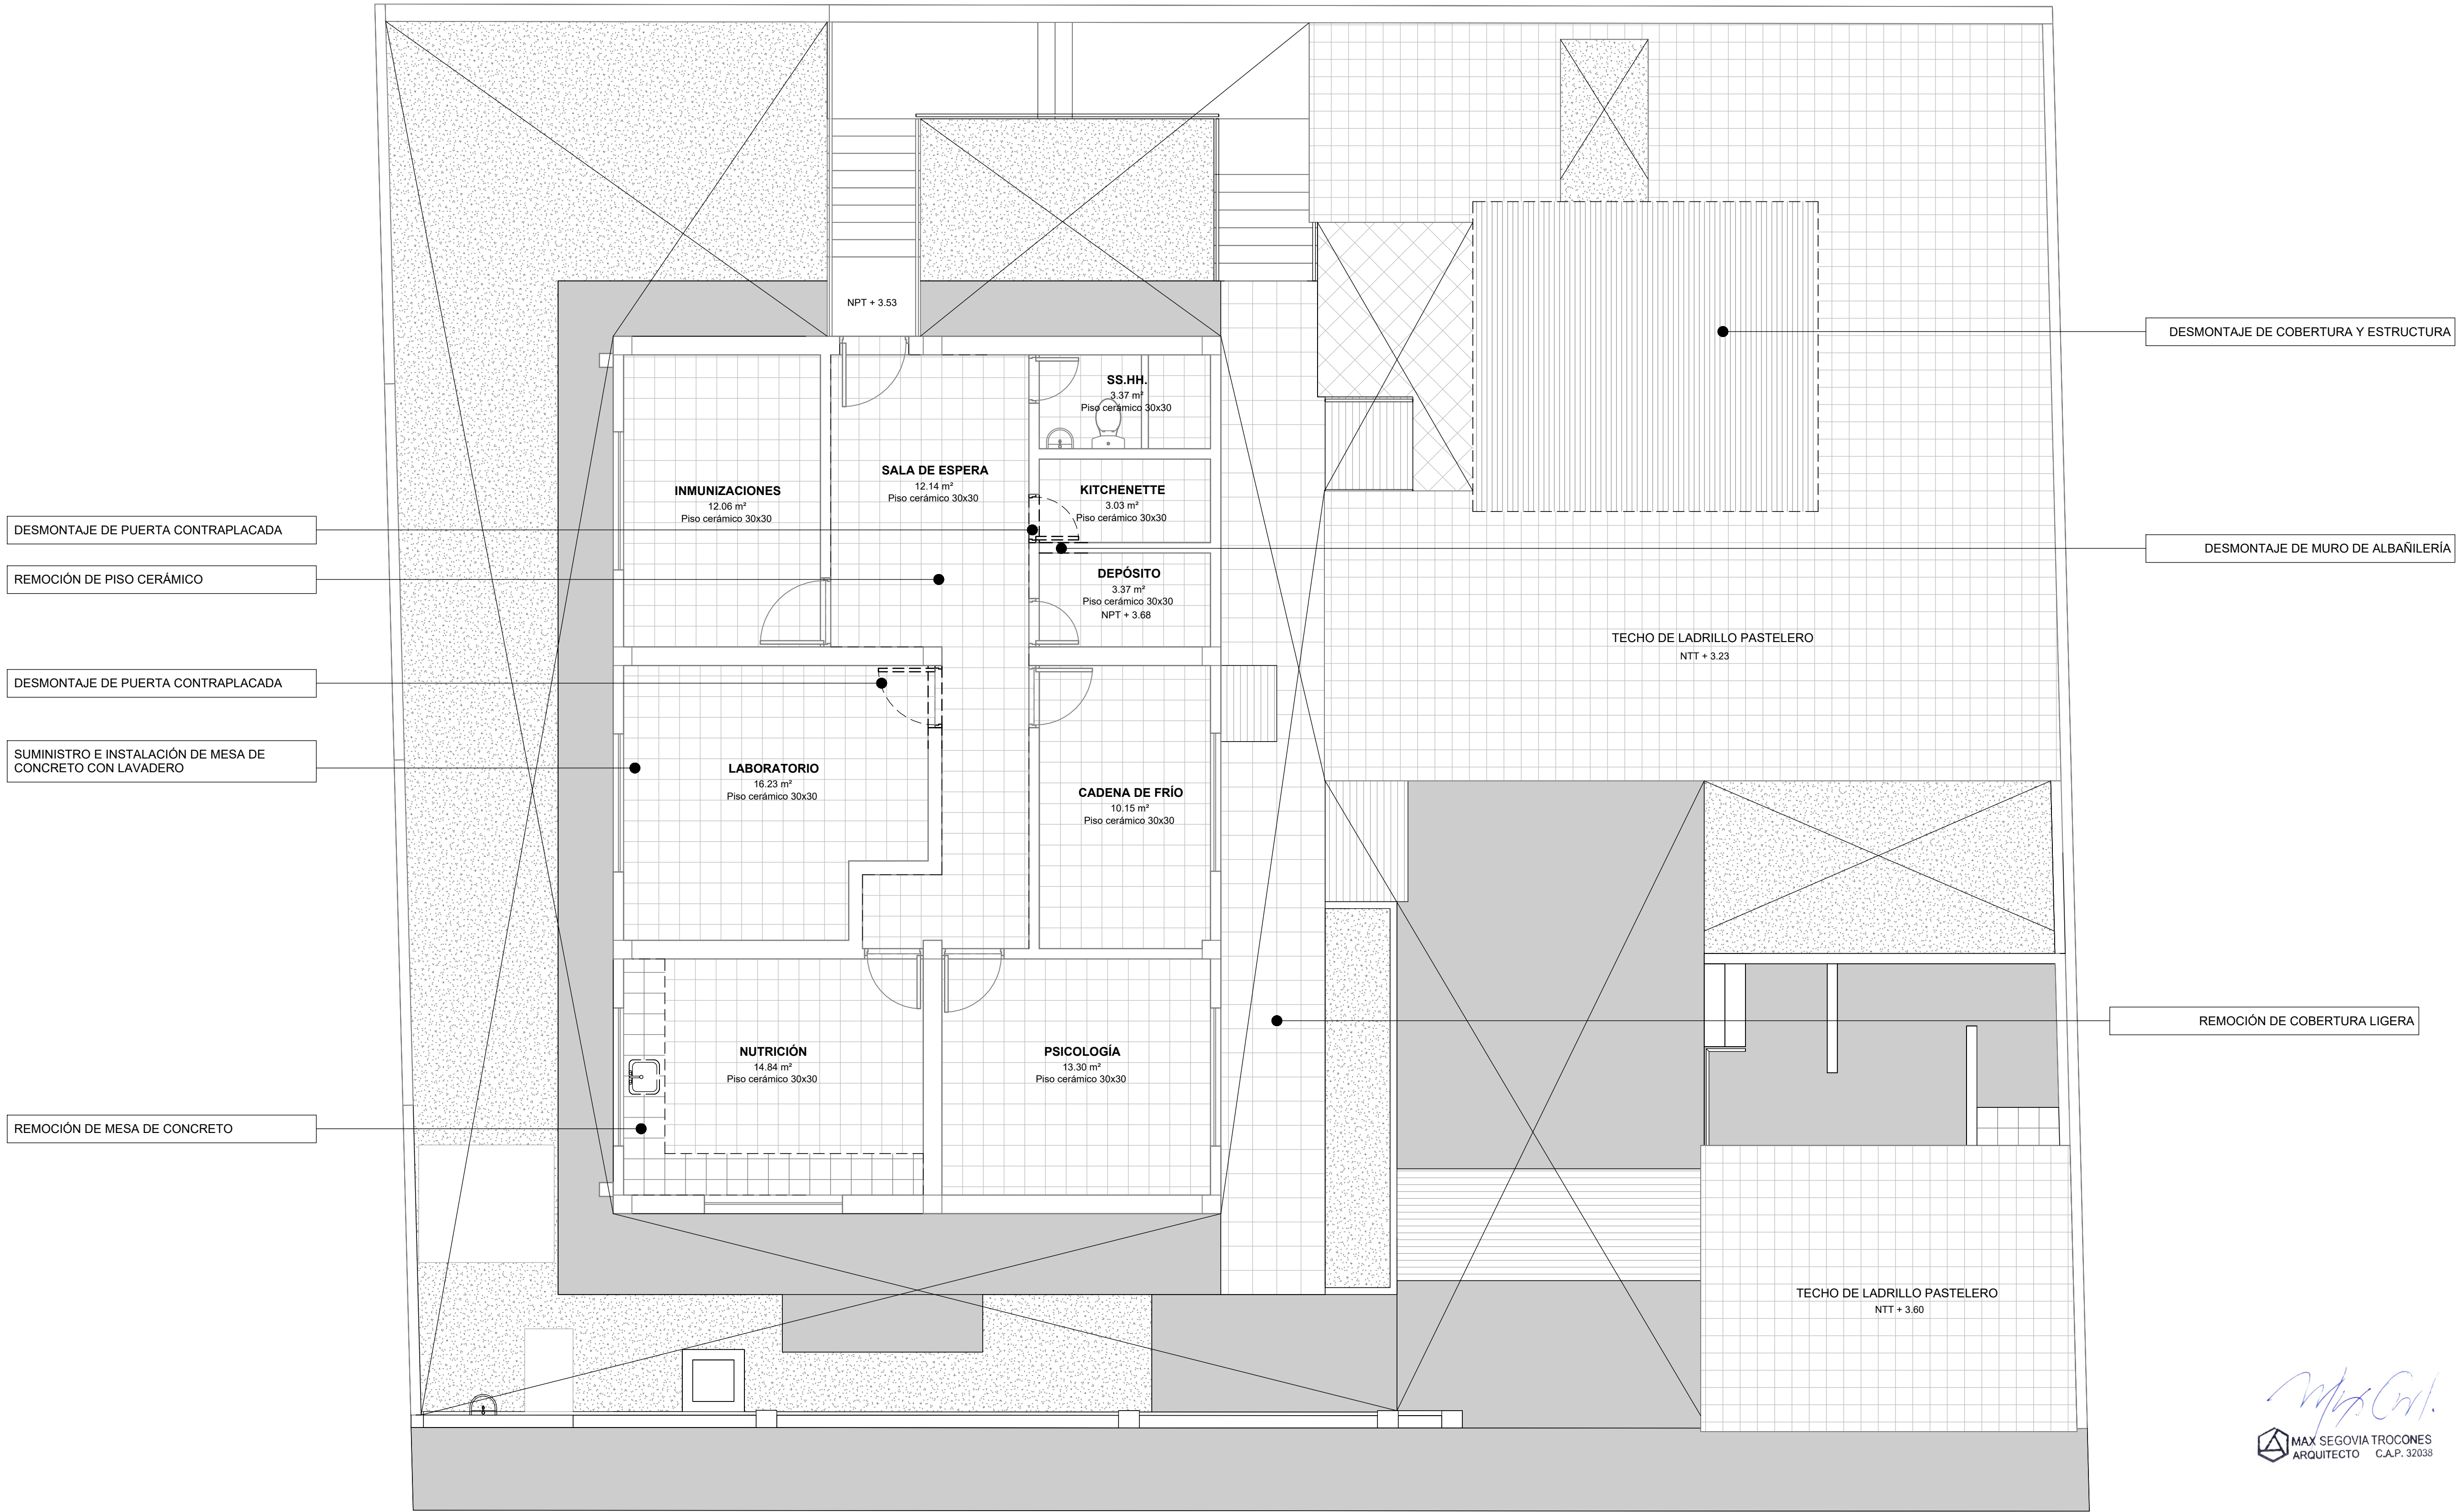 NPT + 3.53
DESMONTAJE DE COBERTURA Y ESTRUCTURA
SS.HH.
3.37 m²
Piso cerámico 30x30
SALA DE ESPERA
12.14 m²
Piso cerámico 30x30
INMUNIZACIONES
12.06 m²
Piso cerámico 30x30
KITCHENETTE
3.03 m²
Piso cerámico 30x30
DESMONTAJE DE PUERTA CONTRAPLACADA
DESMONTAJE DE MURO DE ALBAÑILERÍA
REMOCIÓN DE PISO CERÁMICO
DEPÓSITO
3.37 m²
Piso cerámico 30x30
NPT + 3.68
TECHO DE LADRILLO PASTELERO
NTT + 3.23
DESMONTAJE DE PUERTA CONTRAPLACADA
SUMINISTRO E INSTALACIÓN DE MESA DE
CONCRETO CON LAVADERO
LABORATORIO
16.23 m²
Piso cerámico 30x30
CADENA DE FRÍO
10.15 m²
Piso cerámico 30x30
REMOCIÓN DE COBERTURA LIGERA
NUTRICIÓN
14.84 m²
Piso cerámico 30x30
PSICOLOGÍA
13.30 m²
Piso cerámico 30x30
REMOCIÓN DE MESA DE CONCRETO
TECHO DE LADRILLO PASTELERO
NTT + 3.60
MAX SEGOVIA TROCONES
ARQUITECTO C.A.P. 32038